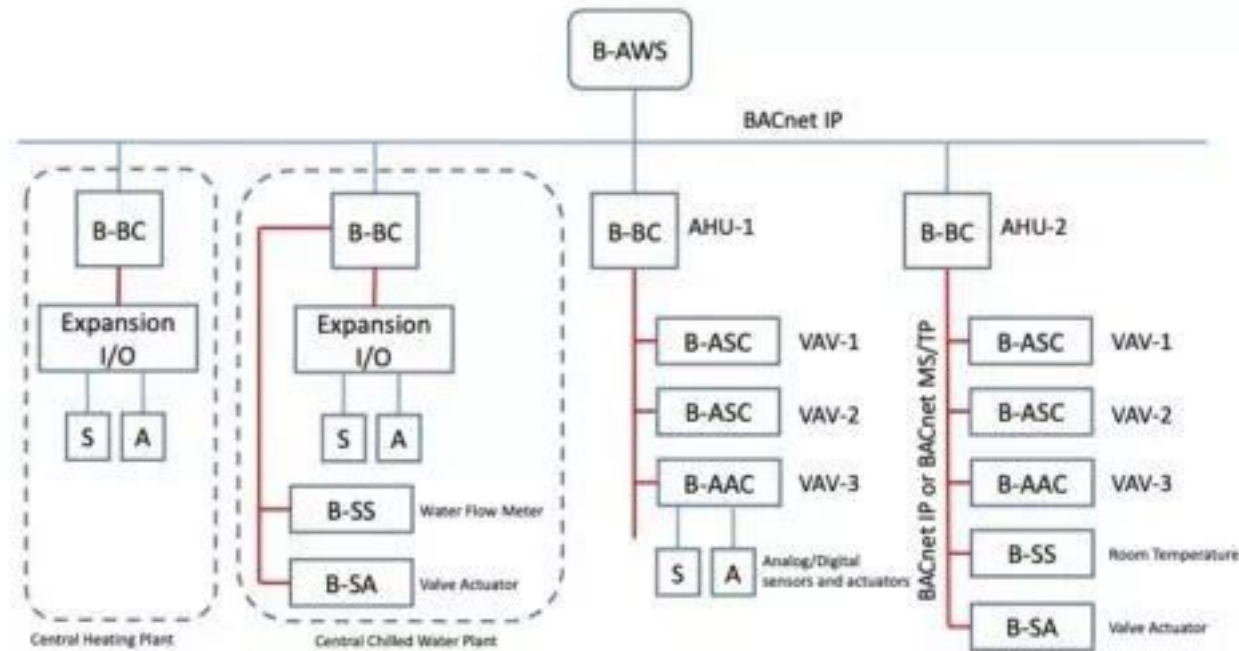 B-AWS
BACnet IP
B-BC
B-BC
B-BC
AHU-1
B-BC
AHU-2
Expansion
I/O
S
A
Expansion
I/O
S
A
B-SS
Water Flow Meter
B-SA
Valve Actuator
B-ASC
VAV-1
B-ASC
VAV-2
B-AAC
VAV-3
S
A
Analog/Digital
sensors and actuators
BACnet IP or BACnet MS/TP
B-ASC
VAV-1
B-ASC
VAV-2
B-AAC
VAV-3
B-SS
Room Temperature
B-SA
Valve Actuator
Central Heating Plant
Central Chilled Water Plant